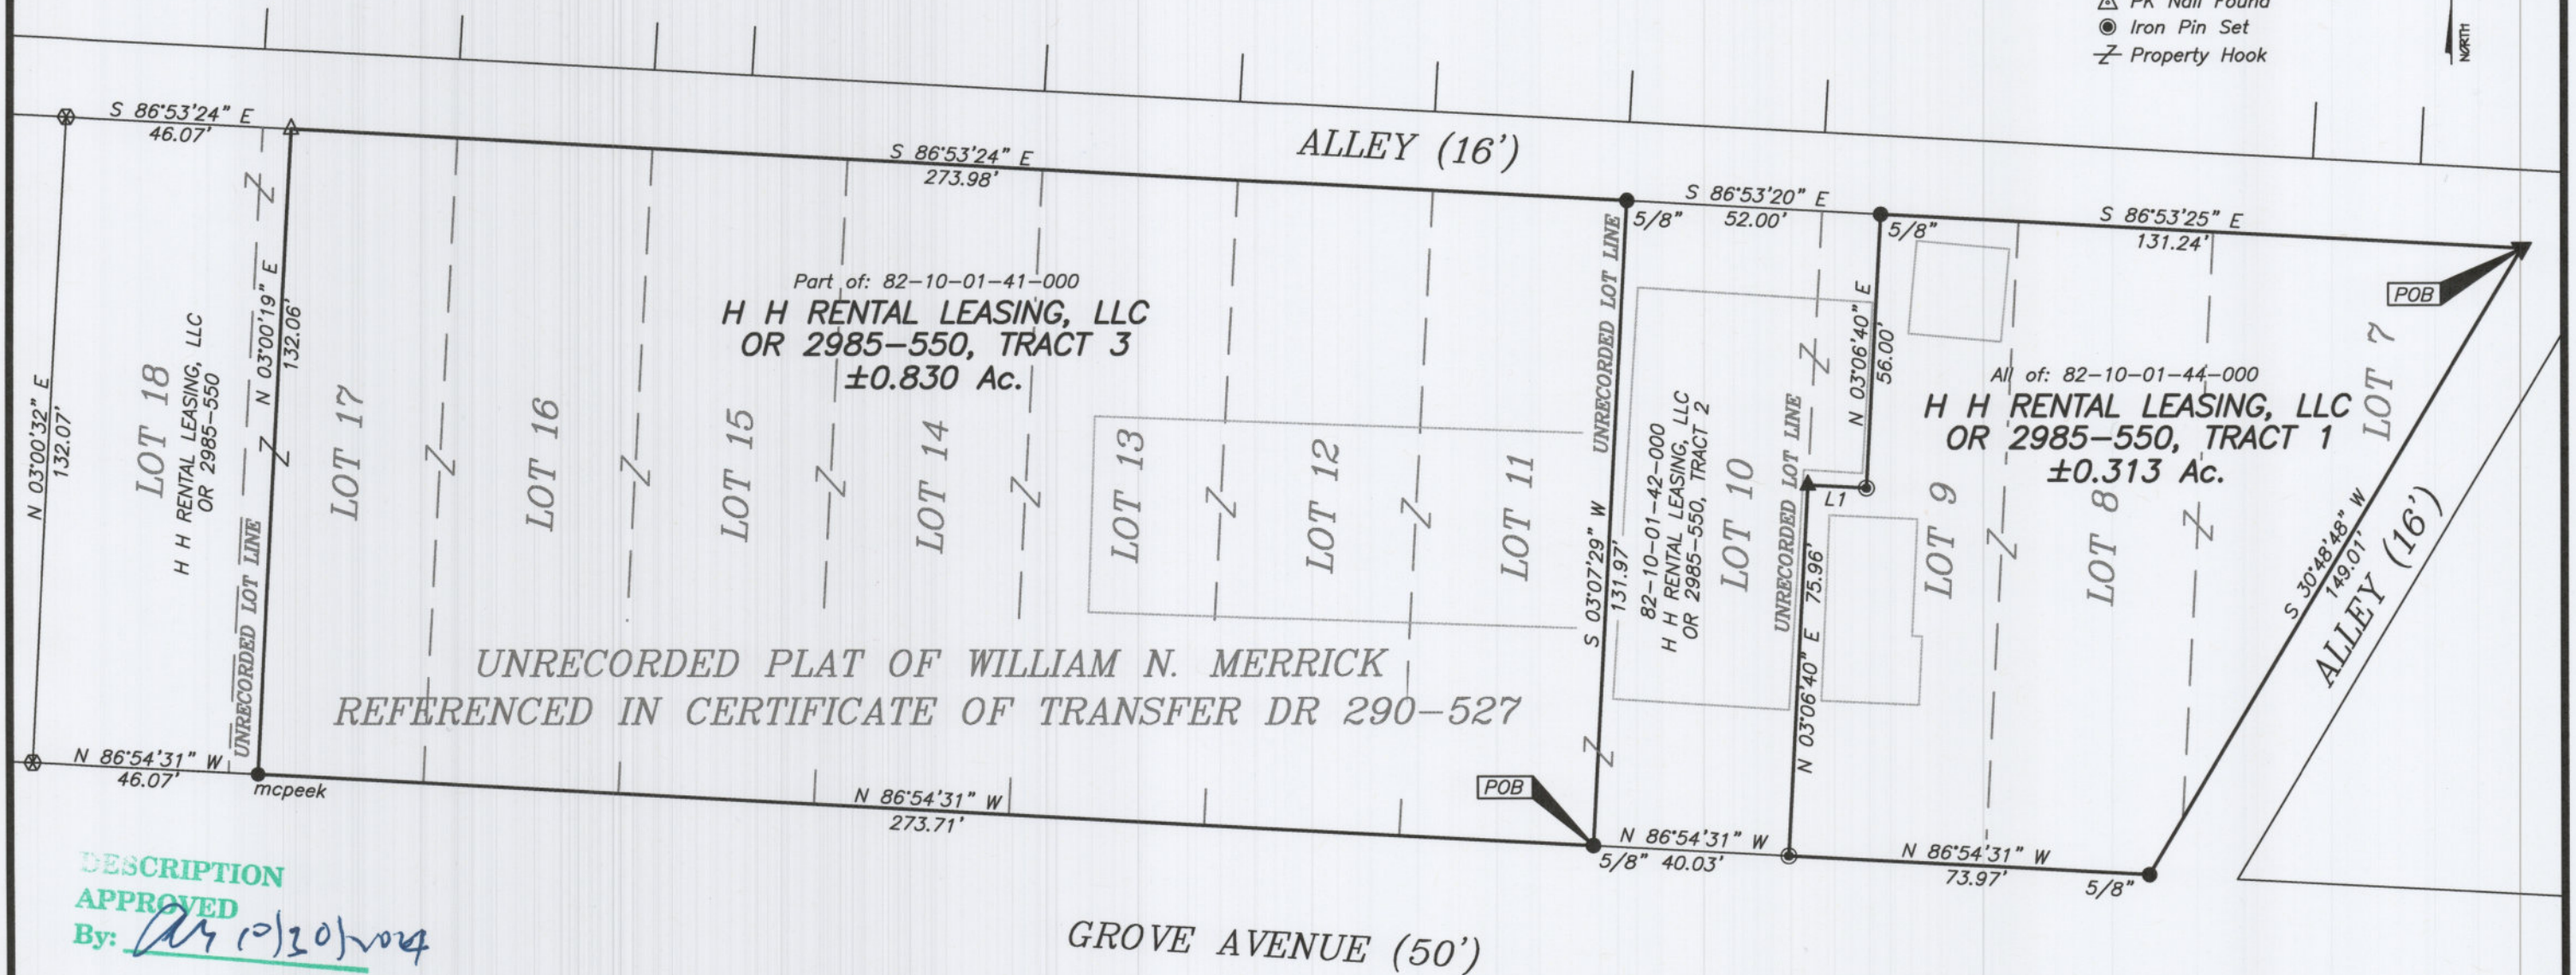 PK Nail Found
Iron Pin Set
Property Hook
NORTH
S 86°53'24" E
46.07'
S 86°53'24" E
273.98'
ALLEY (16')
5/8"
S 86°53'20" E
52.00'
5/8"
S 86°53'25" E
131.24'
POB
N 03°00'32" E
132.07'
LOT 18
H H RENTAL LEASING, LLC
OR 2985-550
UNRECORDED LOT LINE
N 03°00'19" E
132.06'
Part of: 82-10-01-41-000
H H RENTAL LEASING, LLC
OR 2985-550, TRACT 3
±0.830 Ac.
LOT 17
LOT 16
LOT 15
LOT 14
LOT 13
LOT 12
LOT 11
UNRECORDED LOT LINE
S 03°07'29" W
131.97'
82-10-01-42-000
H H RENTAL LEASING, LLC
OR 2985-550, TRACT 2
LOT 10
UNRECORDED LOT LINE
N 03°06'40" E
56.00'
L1
N 03°06'40" E 75.96'
All of: 82-10-01-44-000
H H RENTAL LEASING, LLC
OR 2985-550, TRACT 1
±0.313 Ac.
LOT 9
LOT 8
LOT 7
S 30°48'48" W
149.01'
ALLEY (16')
UNRECORDED PLAT OF WILLIAM N. MERRICK
REFERENCED IN CERTIFICATE OF TRANSFER DR 290-527
N 86°54'31" W
46.07'
mcpeek
N 86°54'31" W
273.71'
POB
5/8"
N 86°54'31" W
40.03'
N 86°54'31" W
73.97'
5/8"
GROVE AVENUE (50')
DESCRIPTION
APPROVED
By: